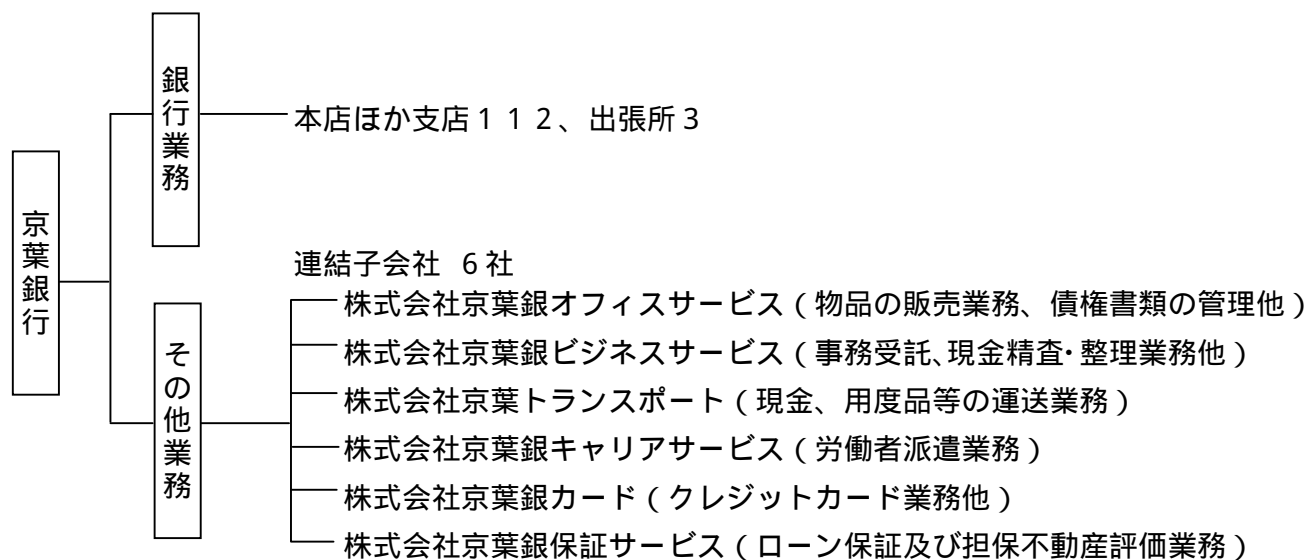 京葉銀行
銀行業務
本店ほか支店112、出張所3
その他業務
連結子会社 6社
株式会社京葉銀オフィスサービス(物品の販売業務、債権書類の管理他)
株式会社京葉銀ビジネスサービス(事務受託、現金精査・整理業務他)
株式会社京葉トランスポート(現金、用度品等の運送業務)
株式会社京葉銀キャリアサービス(労働者派遣業務)
株式会社京葉銀カード(クレジットカード業務他)
株式会社京葉銀保証サービス(ローン保証及び担保不動産評価業務)